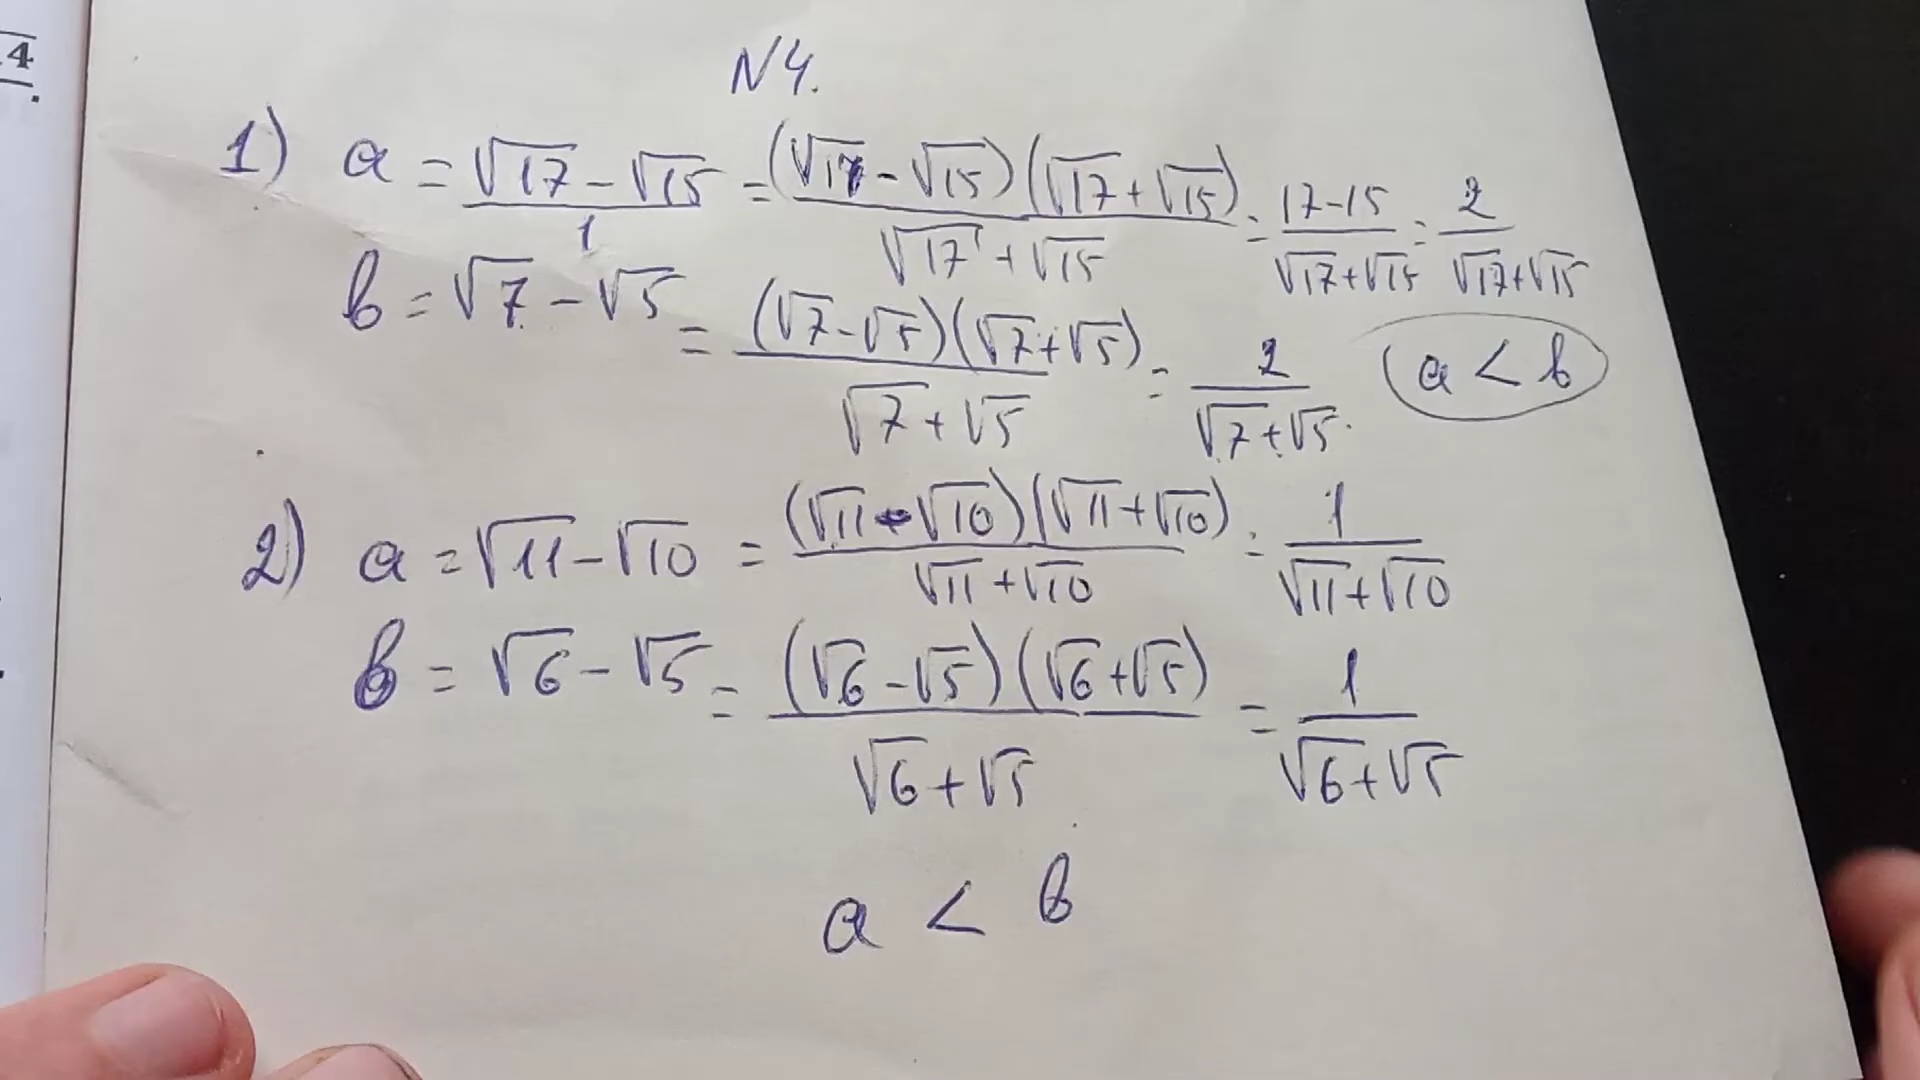 4
.
N4.
1) a = (√17 - √15)/1 = (√17 - √15)(√17 + √15)/(√17 + √15) = (17-15)/(√17+√15) = 2/(√17+√15)
b = √7 - √5 = (√7-√5)(√7+√5)/(√7+√5) = 2/(√7+√5).
a < b
2) a = √11 - √10 = (√11 - √10)(√11+√10)/(√11+√10) = 1/(√11+√10)
b = √6 - √5 = (√6-√5)(√6+√5)/(√6+√5) = 1/(√6+√5)
a < b